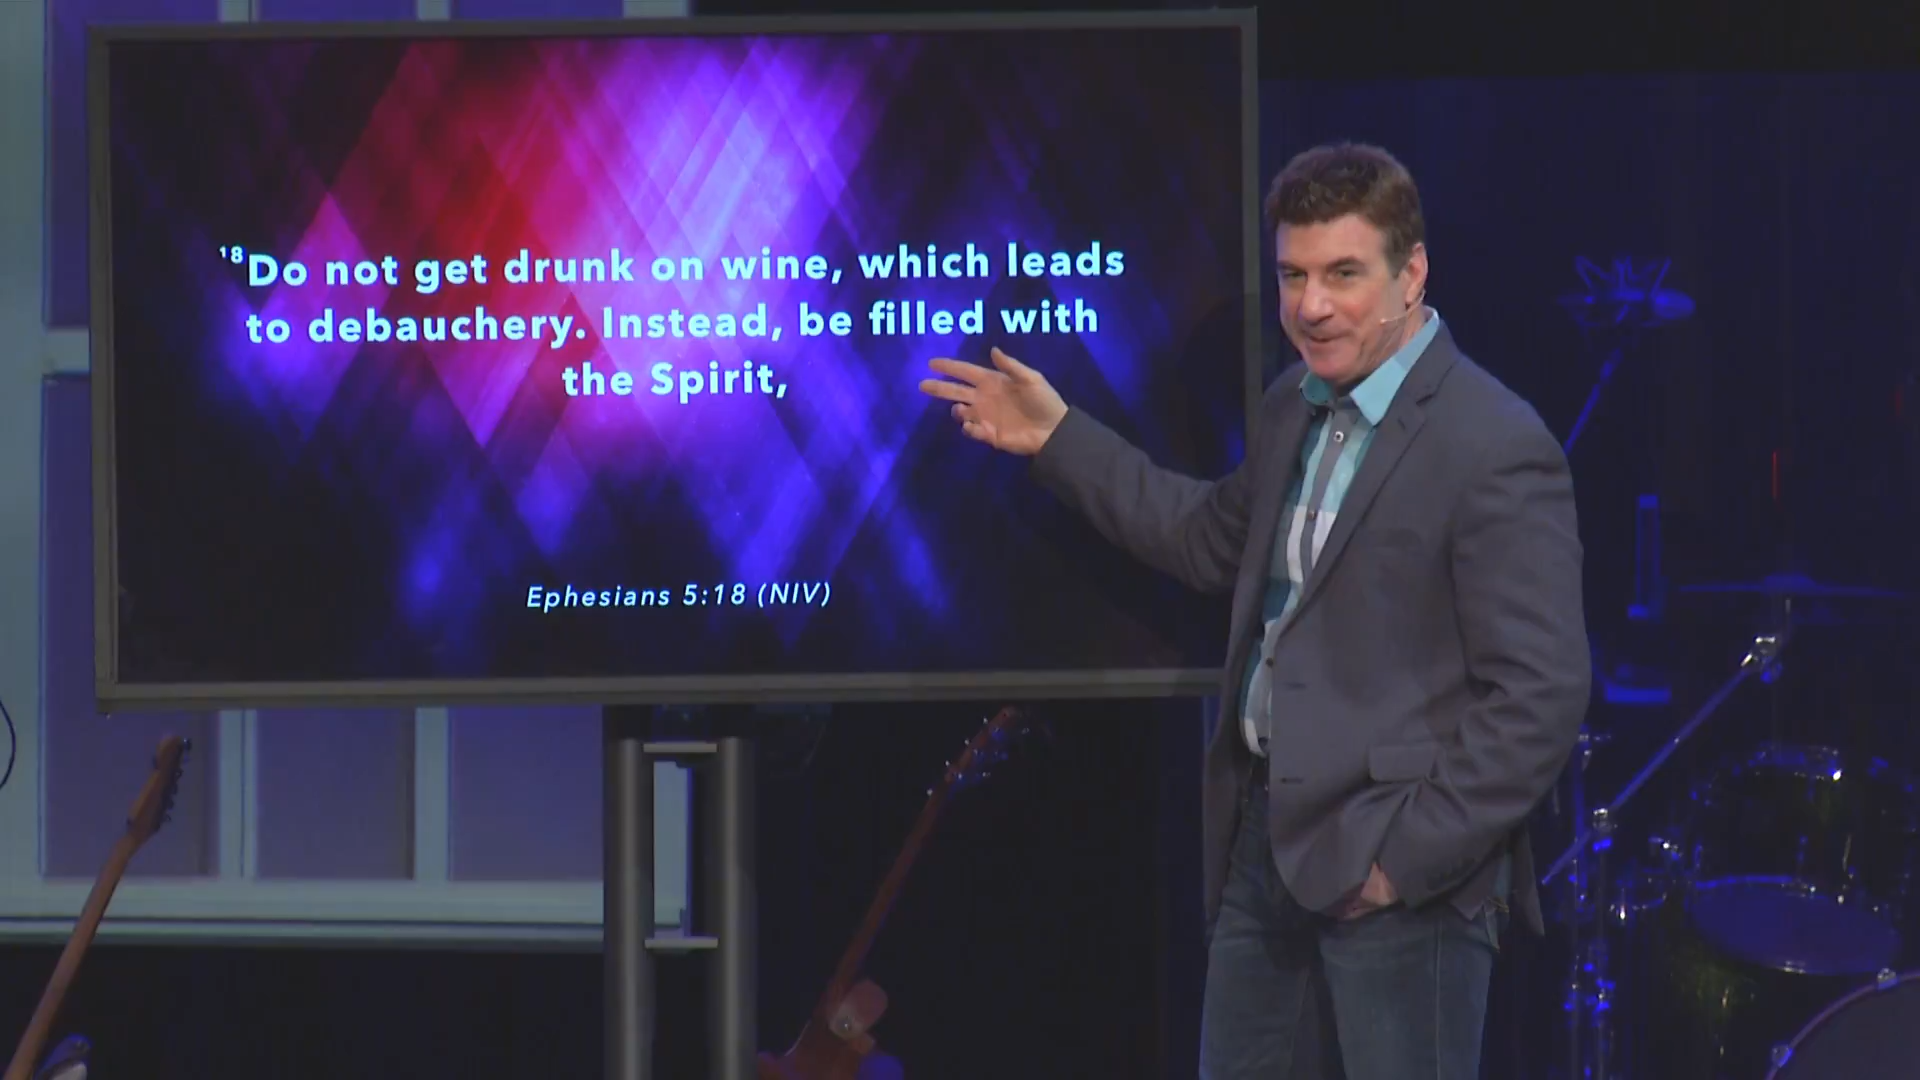 ¹⁸Do not get drunk on wine, which leads
to debauchery. Instead, be filled with
the Spirit,
Ephesians 5:18 (NIV)